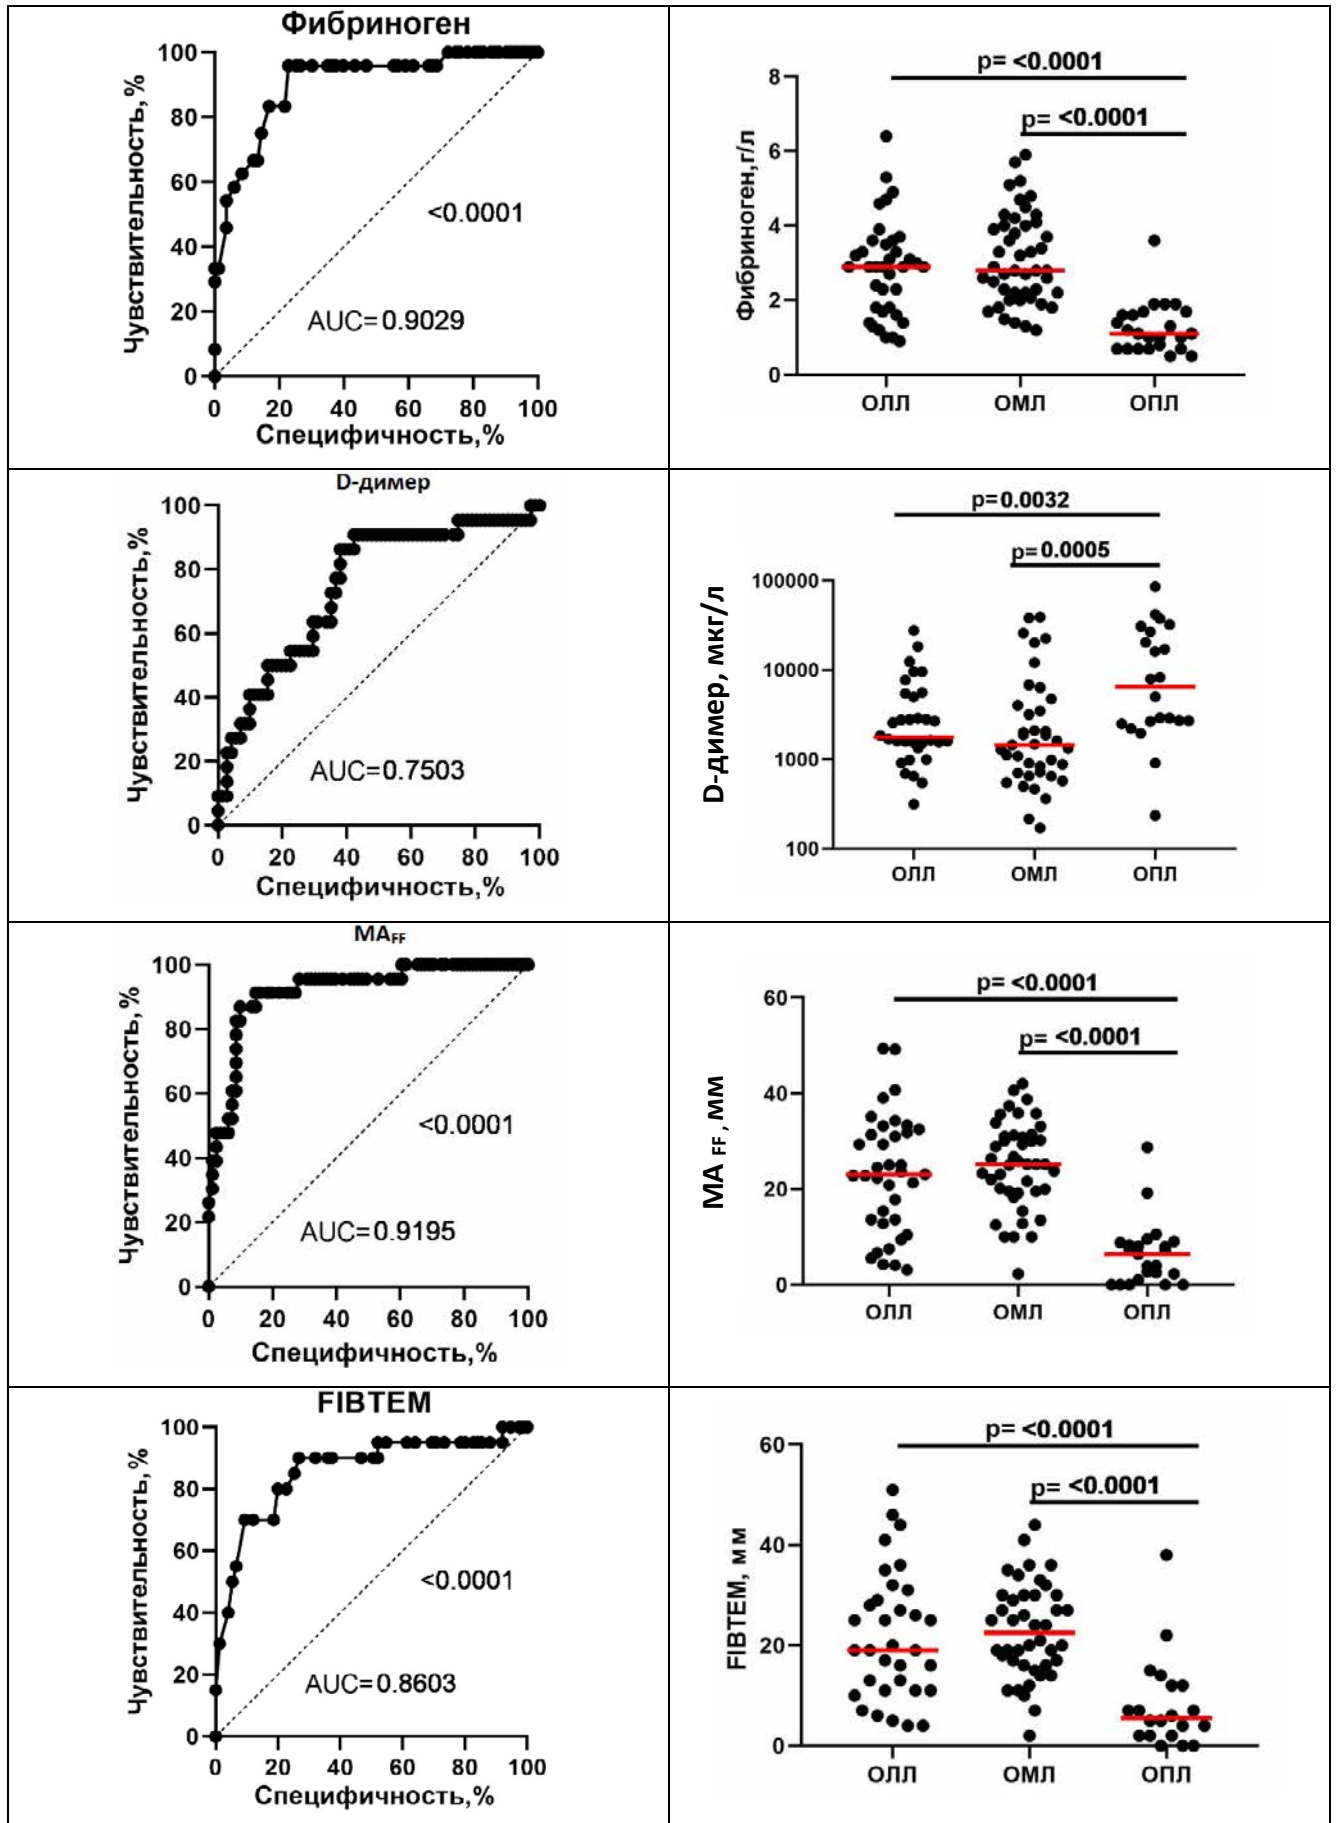 Фибриноген
100
80
60
40
20
0
Чувствительность,%
<0.0001
AUC=0.9029
0 20 40 60 80 100
Специфичность,%
p= <0.0001
p= <0.0001
8
6
4
2
0
Фибриноген,г/л
ОЛЛ ОМЛ ОПЛ
D-димер
100
80
60
40
20
0
Чувствительность,%
AUC=0.7503
0 20 40 60 80 100
Специфичность,%
p=0.0032
p=0.0005
100000
10000
1000
100
D-димер, мкг/л
ОЛЛ ОМЛ ОПЛ
MAFF
100
80
60
40
20
0
Чувствительность,%
<0.0001
AUC=0.9195
0 20 40 60 80 100
Специфичность,%
p= <0.0001
p= <0.0001
60
40
20
0
MA FF, мм
ОЛЛ ОМЛ ОПЛ
FIBTEM
100
80
60
40
20
0
Чувствительность,%
<0.0001
AUC=0.8603
0 20 40 60 80 100
Специфичность,%
p= <0.0001
p= <0.0001
60
40
20
0
FIBTEM, мм
ОЛЛ ОМЛ ОПЛ